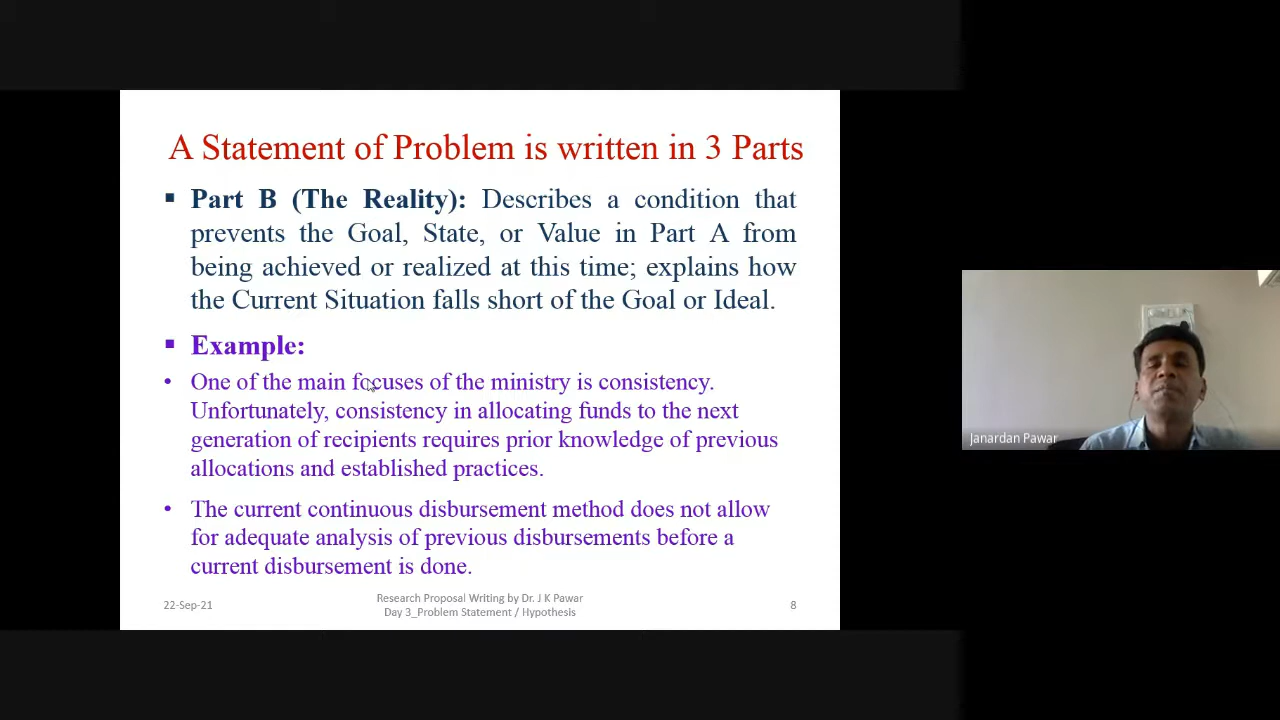 A Statement of Problem is written in 3 Parts
▪ Part B (The Reality): Describes a condition that
prevents the Goal, State, or Value in Part A from
being achieved or realized at this time; explains how
the Current Situation falls short of the Goal or Ideal.
▪ Example:
• One of the main focuses of the ministry is consistency.
Unfortunately, consistency in allocating funds to the next
generation of recipients requires prior knowledge of previous
allocations and established practices.
• The current continuous disbursement method does not allow
for adequate analysis of previous disbursements before a
current disbursement is done.
22-Sep-21
Research Proposal Writing by Dr. J K Pawar
Day 3_Problem Statement / Hypothesis
8
Janardan Pawar